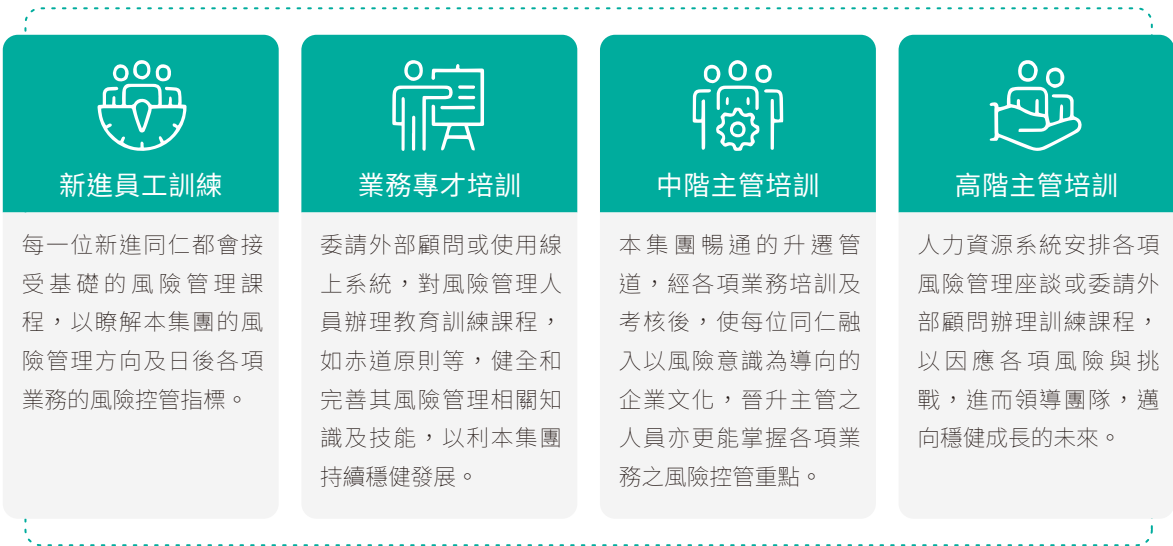 新進員工訓練
每一位新進同仁都會接
受基礎的風險管理課
程，以瞭解本集團的風
險管理方向及日後各項
業務的風險控管指標。
業務專才培訓
委請外部顧問或使用線
上系統，對風險管理人
員辦理教育訓練課程，
如赤道原則等，健全和
完善其風險管理相關知
識及技能，以利本集團
持續穩健發展。
中階主管培訓
本集團暢通的升遷管
道，經各項業務培訓及
考核後，使每位同仁融
入以風險意識為導向的
企業文化，晉升主管之
人員亦更能掌握各項業
務之風險控管重點。
高階主管培訓
人力資源系統安排各項
風險管理座談或委請外
部顧問辦理訓練課程，
以因應各項風險與挑
戰，進而領導團隊，邁
向穩健成長的未來。